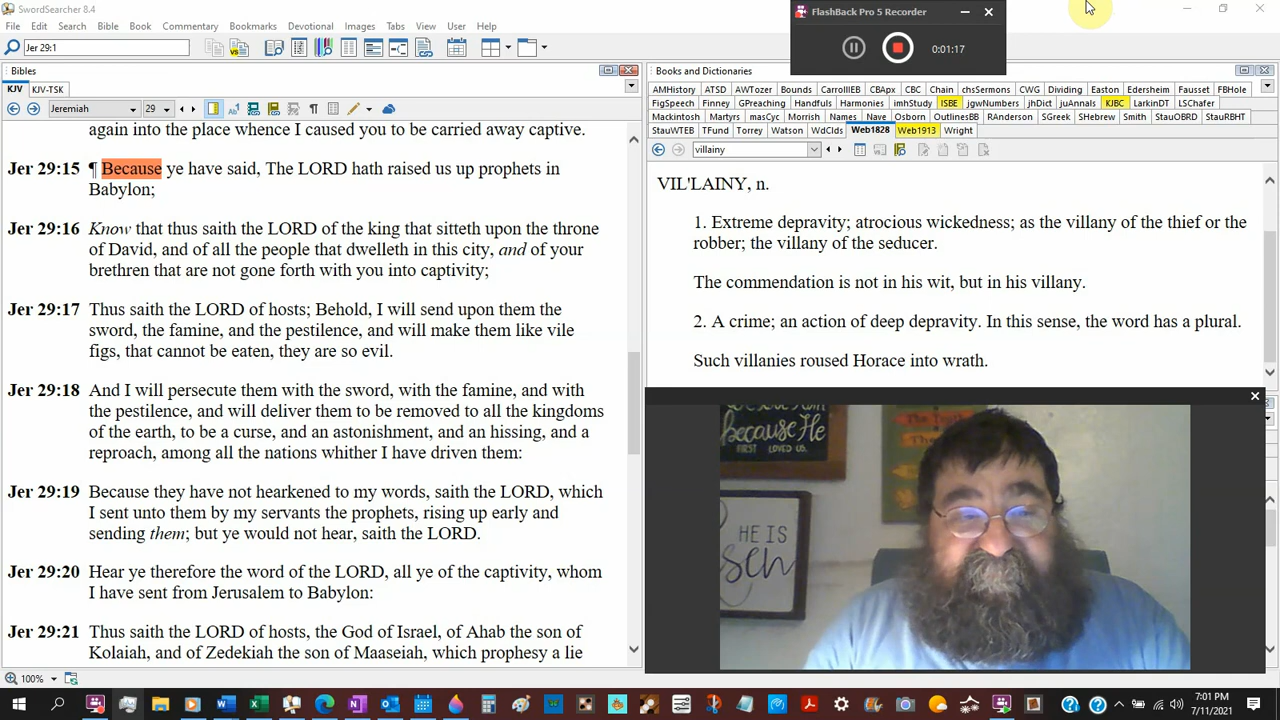 SwordSearcher 8.4
File Edit Search Bible Book Commentary Dictionary Images Tabs View User Help
Jer 29:1
FlashBack Pro 5 Recorder
0:01:17
Bibles
KJV KJV-TSK
Jeremiah 29
again into the place whence I caused you to be carried away captive.
Jer 29:15 ¶ Because ye have said, The LORD hath raised us up prophets in
Babylon;
Jer 29:16 Know that thus saith the LORD of the king that sitteth upon the throne
of David, and of all the people that dwelleth in this city, and of your
brethren that are not gone forth with you into captivity;
Jer 29:17 Thus saith the LORD of hosts; Behold, I will send upon them the
sword, the famine, and the pestilence, and will make them like vile
figs, that cannot be eaten, they are so evil.
Jer 29:18 And I will persecute them with the sword, with the famine, and with
the pestilence, and will deliver them to be removed to all the kingdoms
of the earth, to be a curse, and an astonishment, and an hissing, and a
reproach, among all the nations whither I have driven them:
Jer 29:19 Because they have not hearkened to my words, saith the LORD, which
I sent unto them by my servants the prophets, rising up early and
sending them; but ye would not hear, saith the LORD.
Jer 29:20 Hear ye therefore the word of the LORD, all ye of the captivity, whom
I have sent from Jerusalem to Babylon:
Jer 29:21 Thus saith the LORD of hosts, the God of Israel, of Ahab the son of
Kolaiah, and of Zedekiah the son of Maaseiah, which prophesy a lie
100%
Books and Dictionaries
AMHistory ATSD AWTozer Bounds CarrollIEB CBApx CBC Chain chsSermons CWG Dividing Easton Edersheim Fausset FBHole
FigSpeech Finney GPreaching Handfuls Harmonies imhStudy ISBE jgwNumbers jhDict juAnnals KJBC LarkinDT LSChafer
Mackintosh Martyrs masCyc Morrish Names Nave Osborn OutlinesBB RAnderson SGreek SHebrew Smith StauOBRD StauRBHT
StauWTEB TFund Torrey Watson WdClds Web1828 Web1913 Wright
villainy
VIL'LAINY, n.
1. Extreme depravity; atrocious wickedness; as the villany of the thief or the
robber; the villany of the seducer.
The commendation is not in his wit, but in his villany.
2. A crime; an action of deep depravity. In this sense, the word has a plural.
Such villanies roused Horace into wrath.
because He
FIRST LOVED US.
HE IS
7:01 PM
7/11/2021